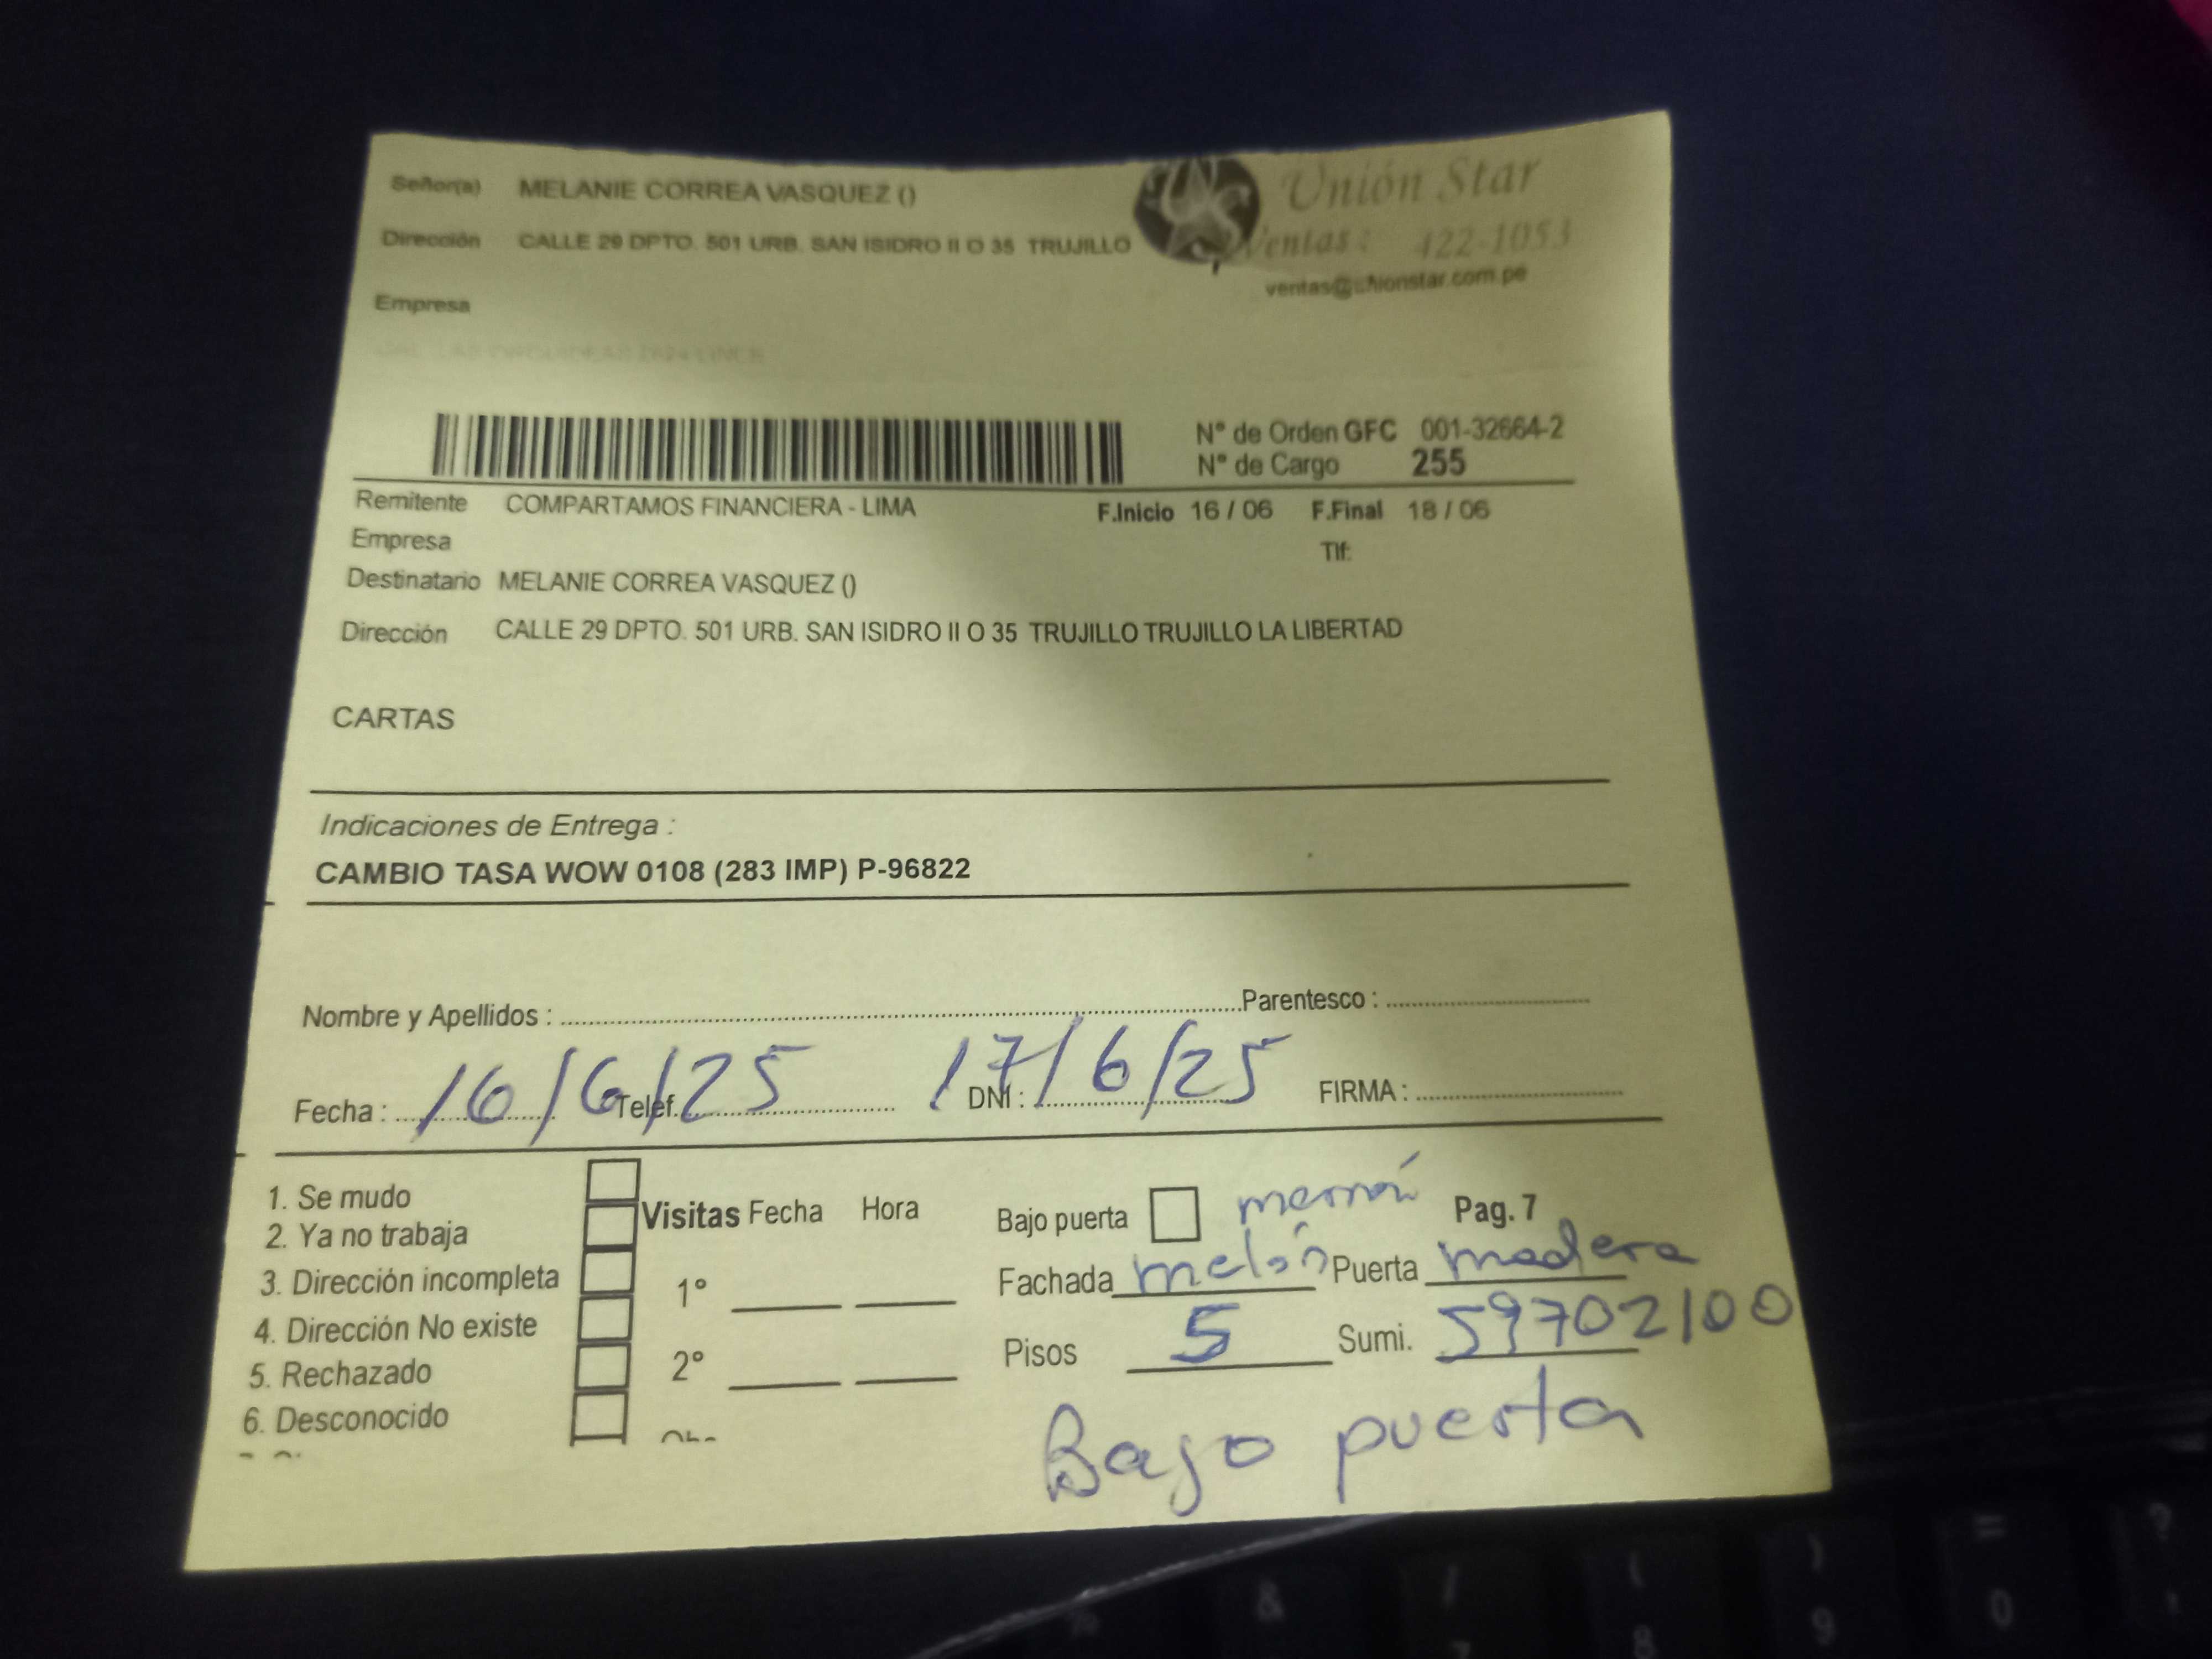 Señor(a) MELANIE CORREA VASQUEZ ()
Unión Star
Dirección CALLE 29 DPTO. 501 URB. SAN ISIDRO II O 35 TRUJILLO
Ventas: 422-1053
ventas@unionstar.com.pe
Empresa
N° de Orden GFC 001-32664-2
N° de Cargo 255
Remitente COMPARTAMOS FINANCIERA - LIMA F.Inicio 16 / 06 F.Final 18 / 06
Empresa Tlf:
Destinatario MELANIE CORREA VASQUEZ ()
Dirección CALLE 29 DPTO. 501 URB. SAN ISIDRO II O 35 TRUJILLO TRUJILLO LA LIBERTAD
CARTAS
Indicaciones de Entrega :
CAMBIO TASA WOW 0108 (283 IMP) P-96822
Nombre y Apellidos : Parentesco :
16/6/25 17/6/25
Fecha : Telef. DNI : FIRMA :
1. Se mudo
2. Ya no trabaja
3. Dirección incompleta
4. Dirección No existe
5. Rechazado
6. Desconocido
Visitas Fecha Hora
1°
2°
Bajo puerta marrón Pag. 7
Fachada melón Puerta madera
Pisos 5 Sumi. 59702100
Bajo puerta